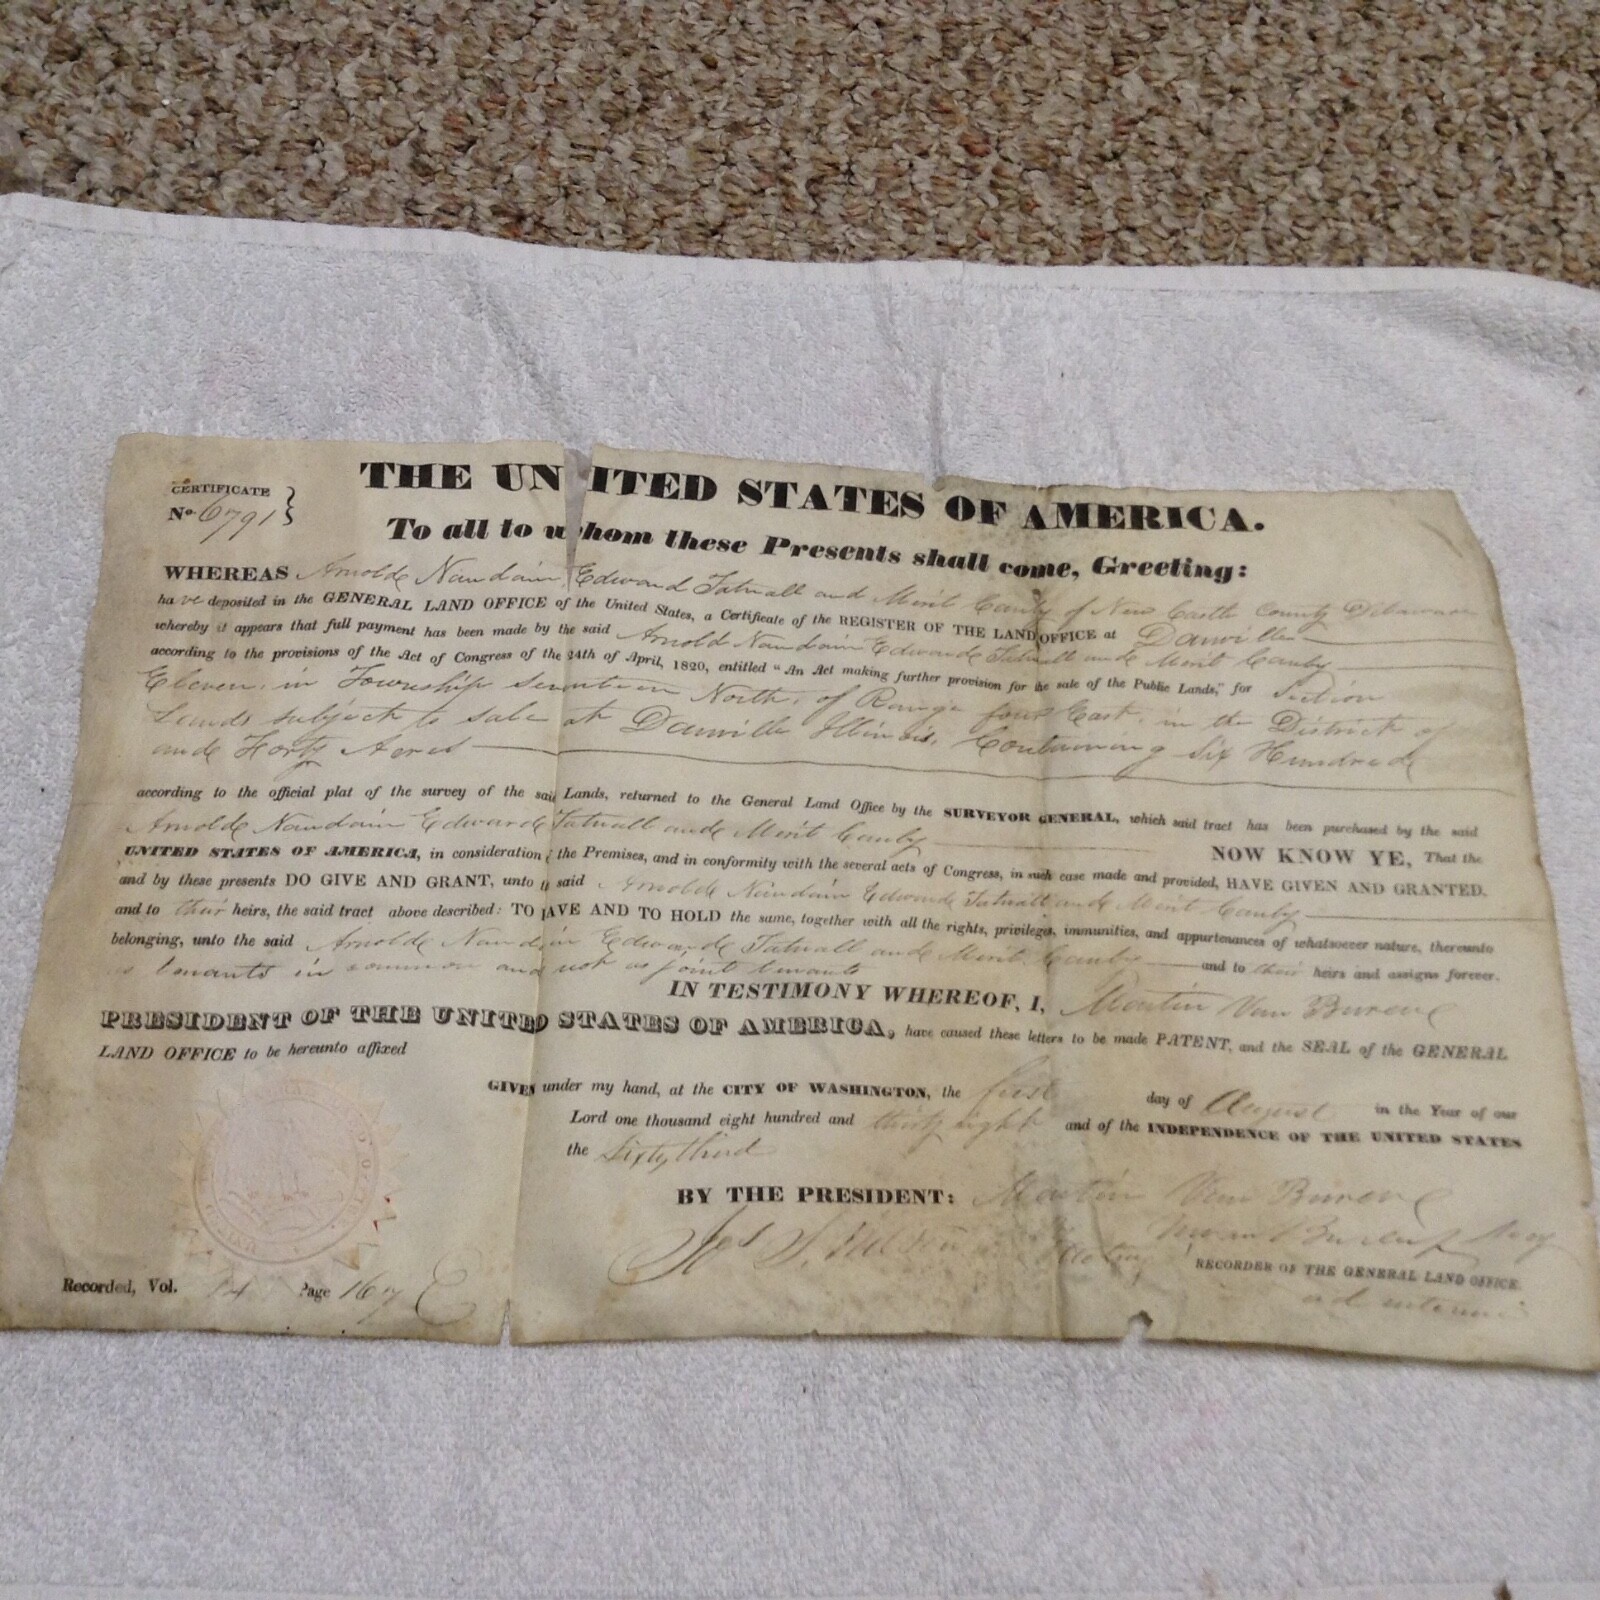 THE UNITED STATES OF AMERICA.
CERTIFICATE
No. 6791
To all to whom these Presents shall come, Greeting:
WHEREAS Arnold Naudain, Edward Tatnall and Merit Canby of New Castle County Delaware
have deposited in the GENERAL LAND OFFICE of the United States, a Certificate of the REGISTER OF THE LAND OFFICE at Danville
whereby it appears that full payment has been made by the said Arnold Naudain Edward Tatnall and Merit Canby
according to the provisions of the Act of Congress of the 24th of April, 1820, entitled "An Act making further provision for the sale of the Public Lands," for Section
Eleven, in Township seventeen North, of Range four East, in the District of
Lands subject to sale at Danville Illinois, Containing Six Hundred
and Forty Acres
according to the official plat of the survey of the said Lands, returned to the General Land Office by the SURVEYOR GENERAL, which said tract has been purchased by the said
Arnold Naudain Edward Tatnall and Merit Canby
NOW KNOW YE, That the
UNITED STATES OF AMERICA, in consideration the Premises, and in conformity with the several acts of Congress, in such case made and provided, HAVE GIVEN AND GRANTED,
and by these presents DO GIVE AND GRANT, unto said Arnold Naudain Edward Tatnall and Merit Canby
and to their heirs, the said tract above described: TO HAVE AND TO HOLD the same, together with all the rights, privileges, immunities, and appurtenances of whatsoever nature, thereunto
belonging, unto the said Arnold Naudain Edward Tatnall and Merit Canby and to their heirs and assigns forever.
as tenants in common and not as joint tenants
IN TESTIMONY WHEREOF, I, Martin Van Buren
PRESIDENT OF THE UNITED STATES OF AMERICA, have caused these letters to be made PATENT, and the SEAL of the GENERAL
LAND OFFICE to be hereunto affixed
GIVEN under my hand, at the CITY OF WASHINGTON, the first day of August in the Year of our
Lord one thousand eight hundred and thirty eight and of the INDEPENDENCE OF THE UNITED STATES
the Sixty third
BY THE PRESIDENT: Martin Van Buren
Jos. S. Wilson Acting
RECORDER OF THE GENERAL LAND OFFICE
ad interim
Recorded, Vol. 14 Page 167